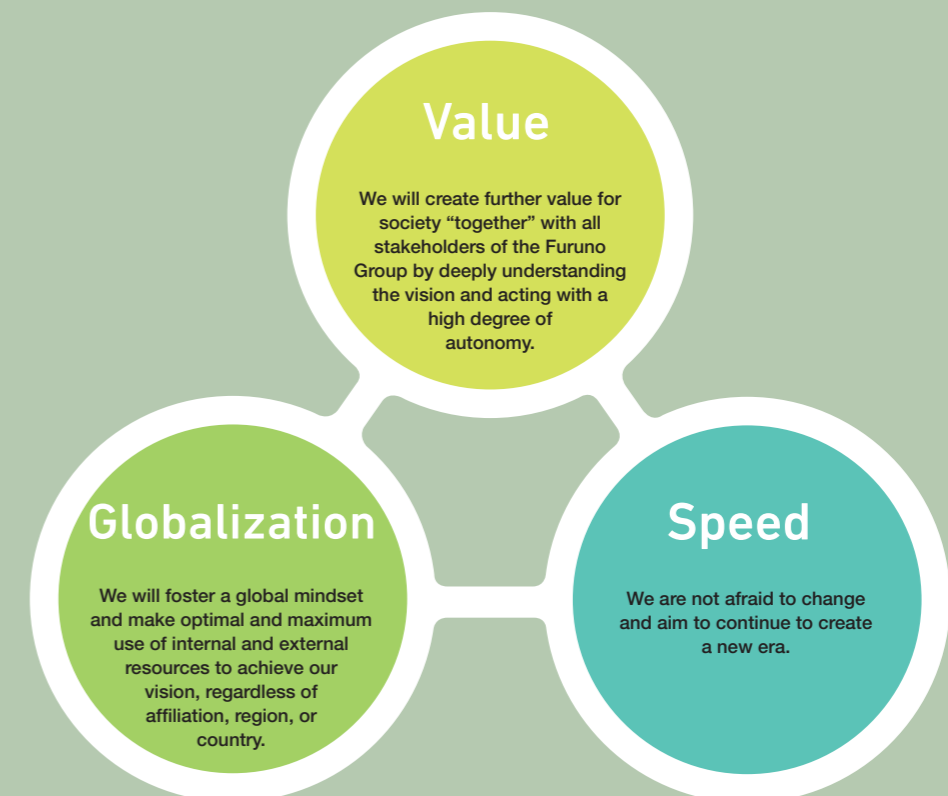 Value
We will create further value for
society “together” with all
stakeholders of the Furuno
Group by deeply understanding
the vision and acting with a
high degree of
autonomy.
Globalization
We will foster a global mindset
and make optimal and maximum
use of internal and external
resources to achieve our
vision, regardless of
affiliation, region, or
country.
Speed
We are not afraid to change
and aim to continue to create
a new era.